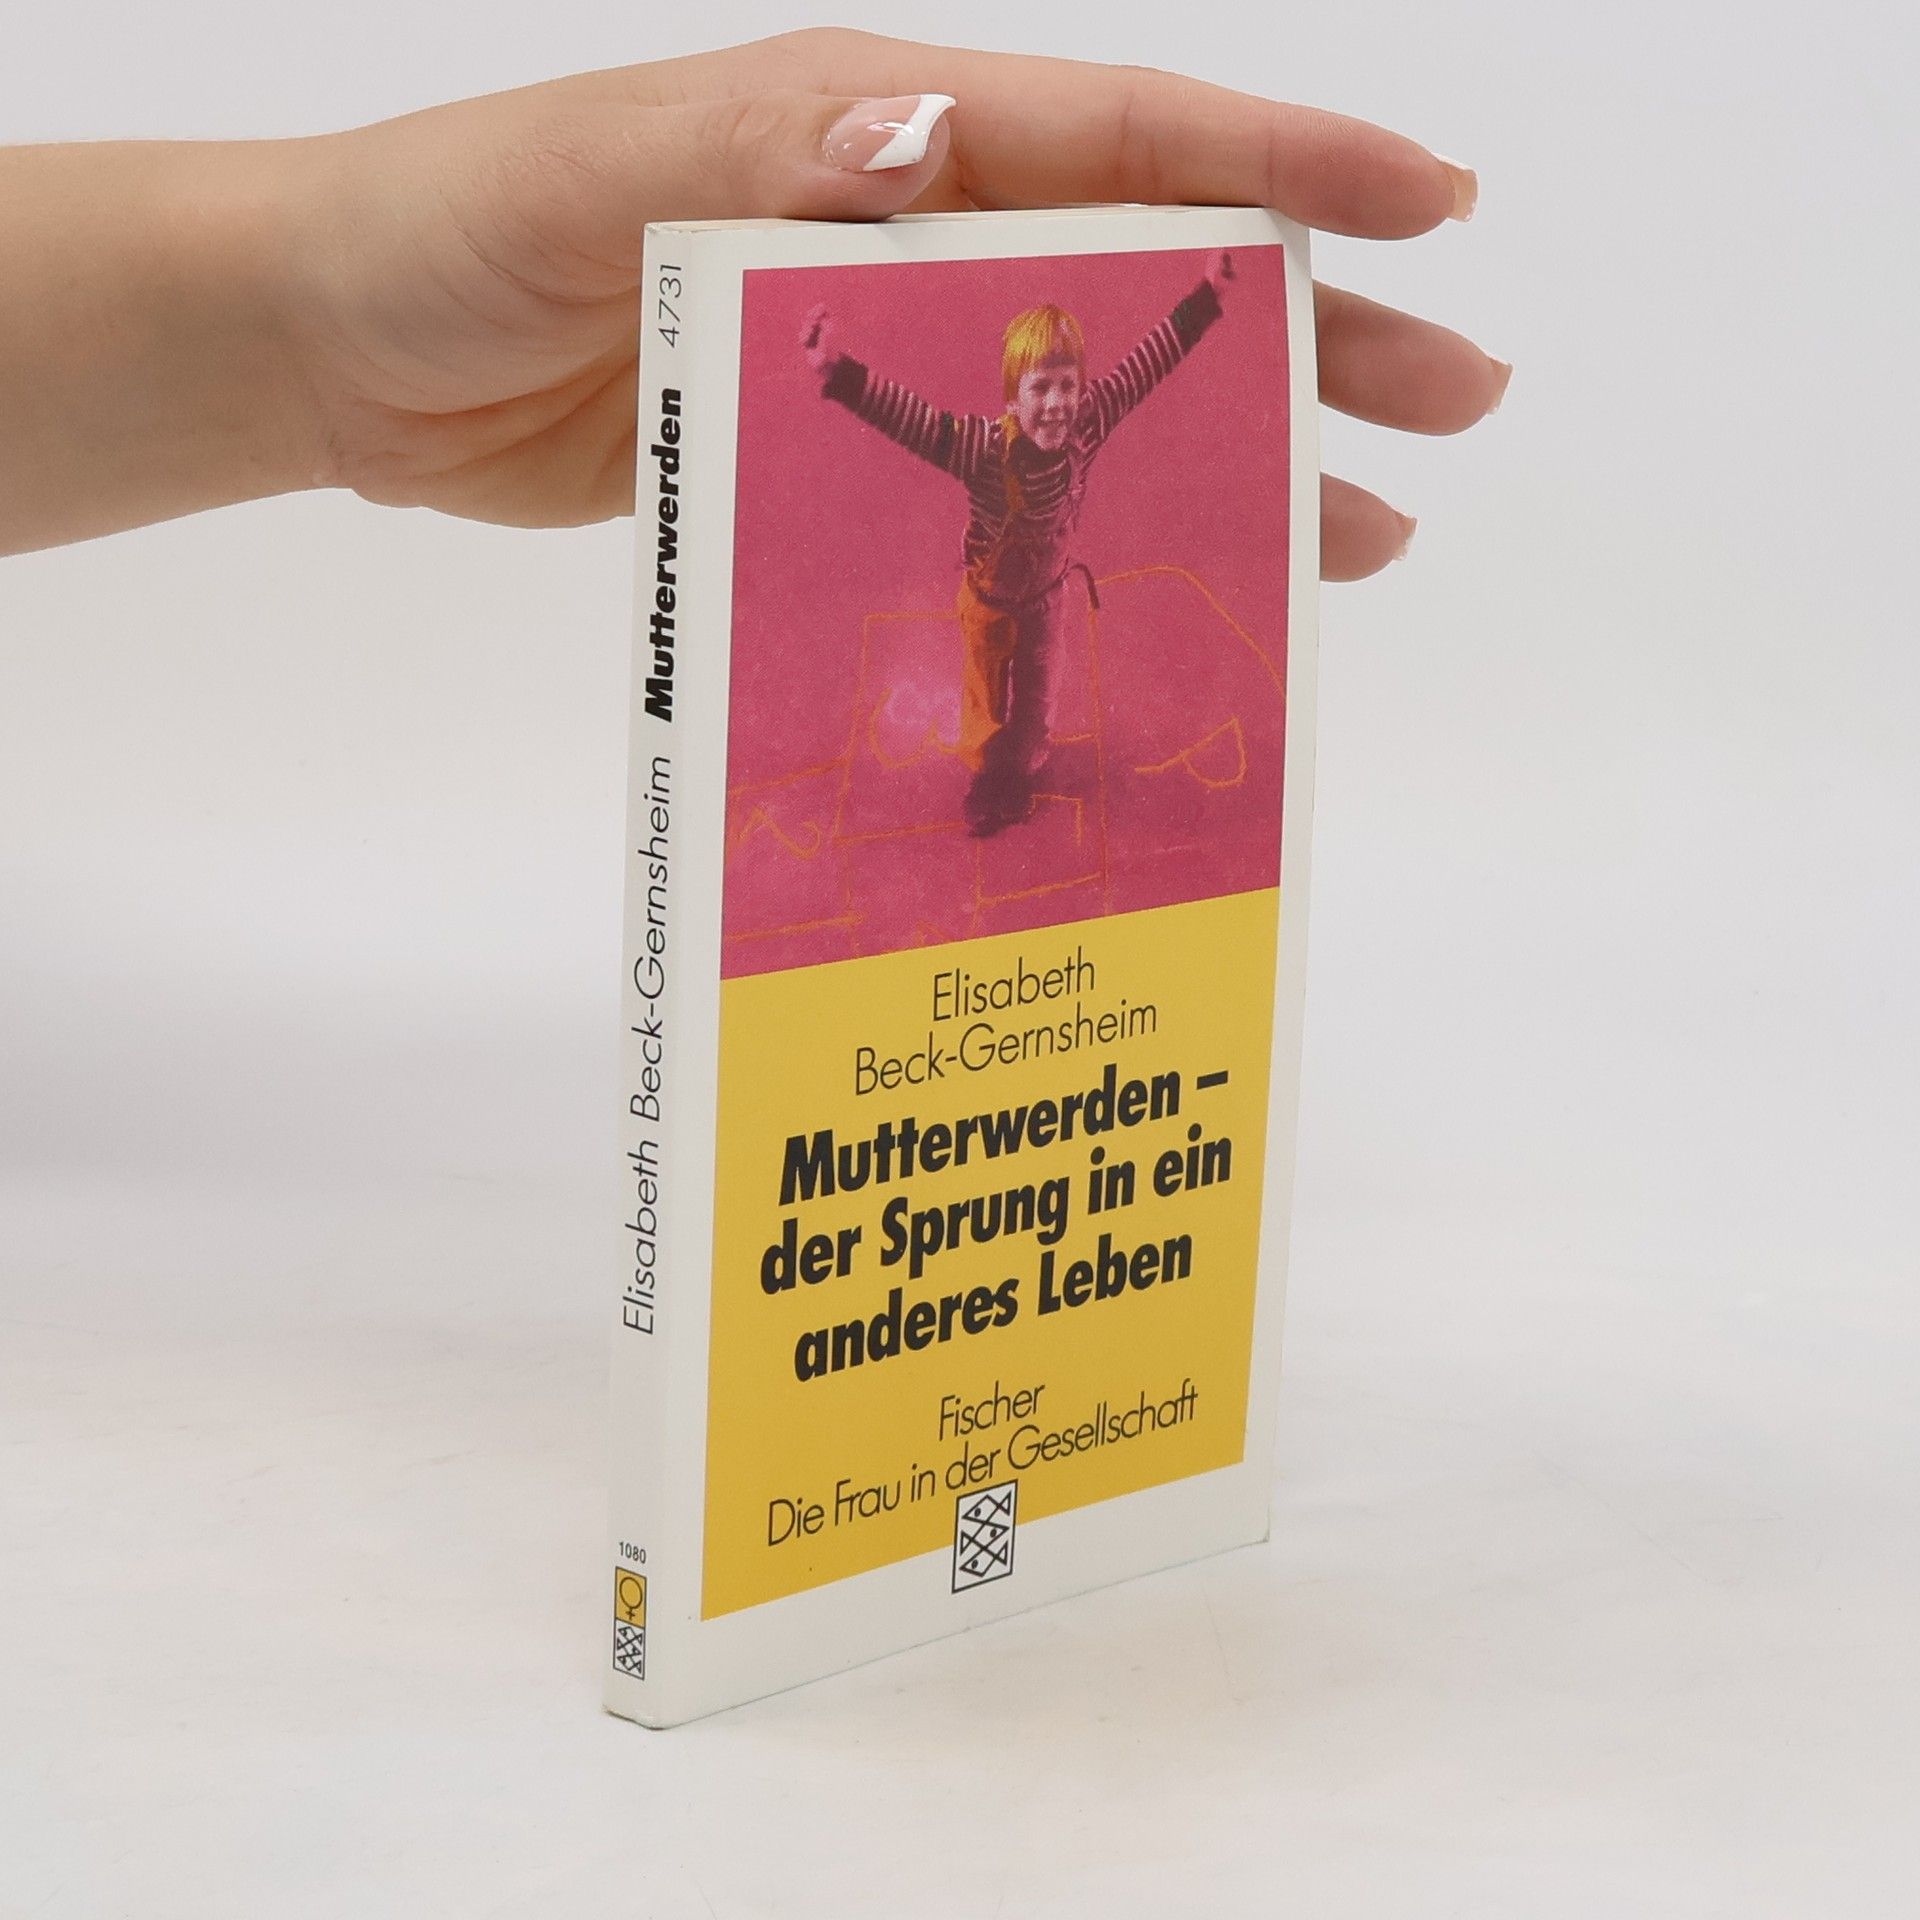 Elisabeth Beck-Gernsheim Mutterwerden 4731
1080
Elisabeth
Beck-Gernsheim
Mutterwerden –
der Sprung in ein
anderes Leben
Fischer
Die Frau in der Gesellschaft